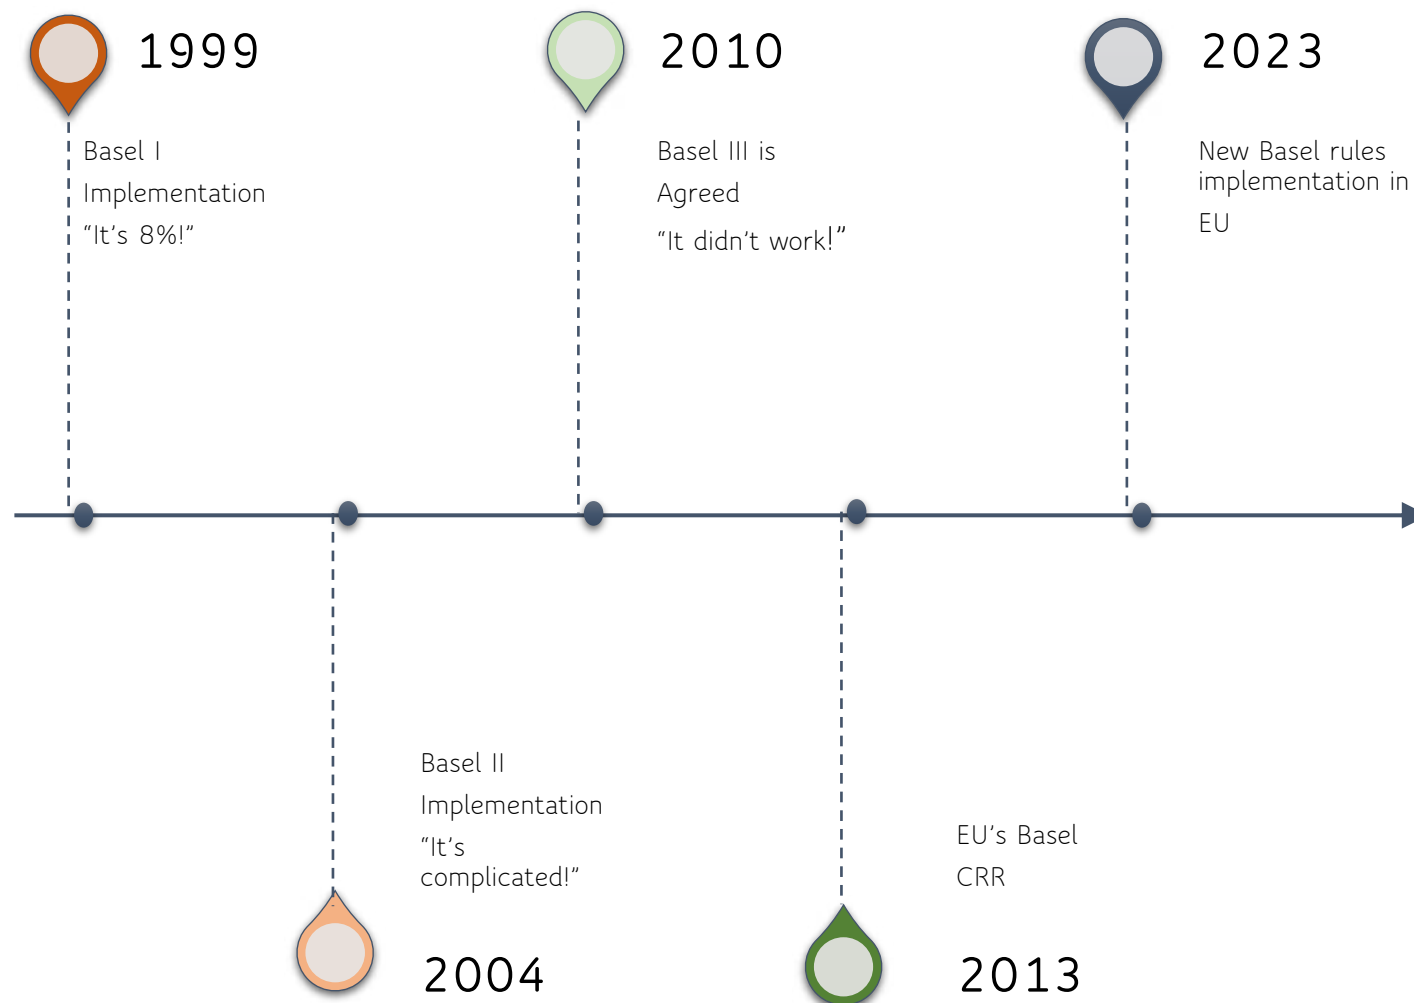 1999
Basel I
Implementation
“It’s 8%!”
2010
Basel III is
Agreed
“It didn’t work!”
2023
New Basel rules
implementation in
EU
Basel II
Implementation
“It’s
complicated!”
2004
EU’s Basel
CRR
2013